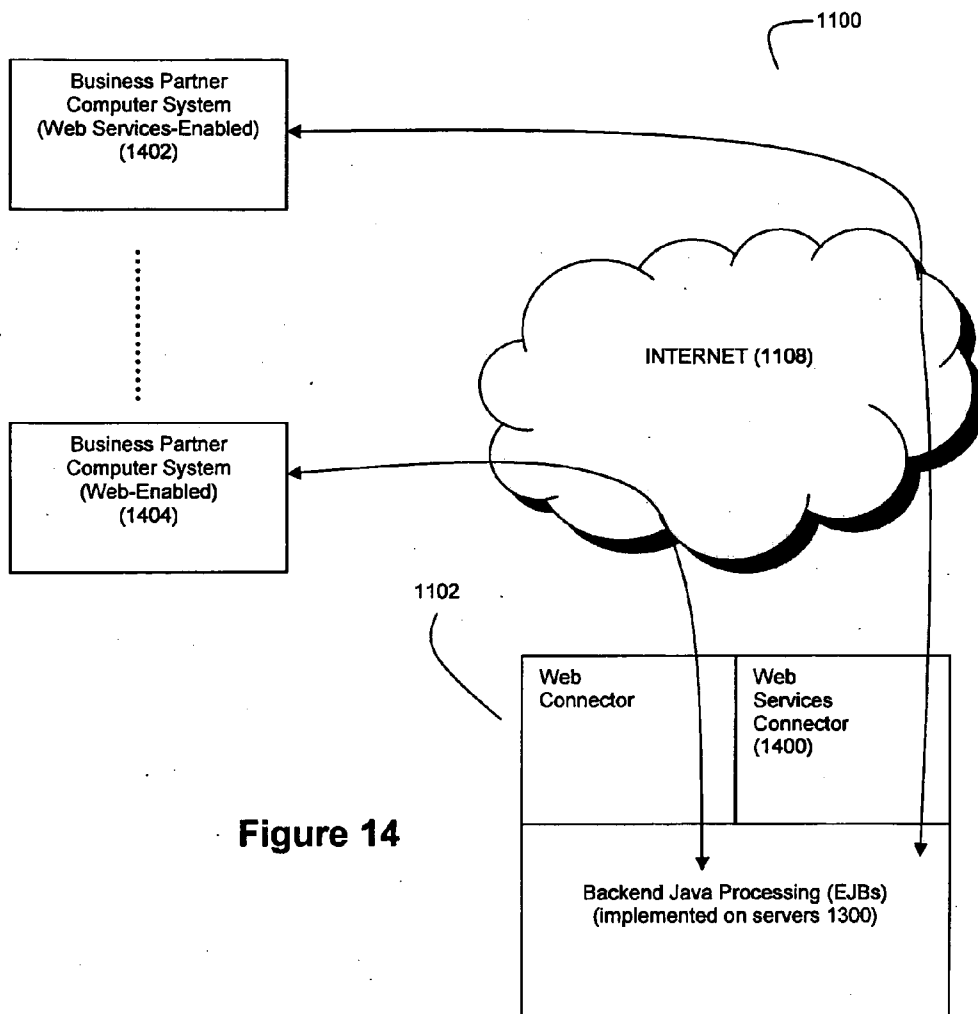 1100
Business Partner
Computer System
(Web Services-Enabled)
(1402)
INTERNET (1108)
Business Partner
Computer System
(Web-Enabled)
(1404)
1102
Web
Connector
Web
Services
Connector
(1400)
Figure 14
Backend Java Processing (EJBs)
(implemented on servers 1300)